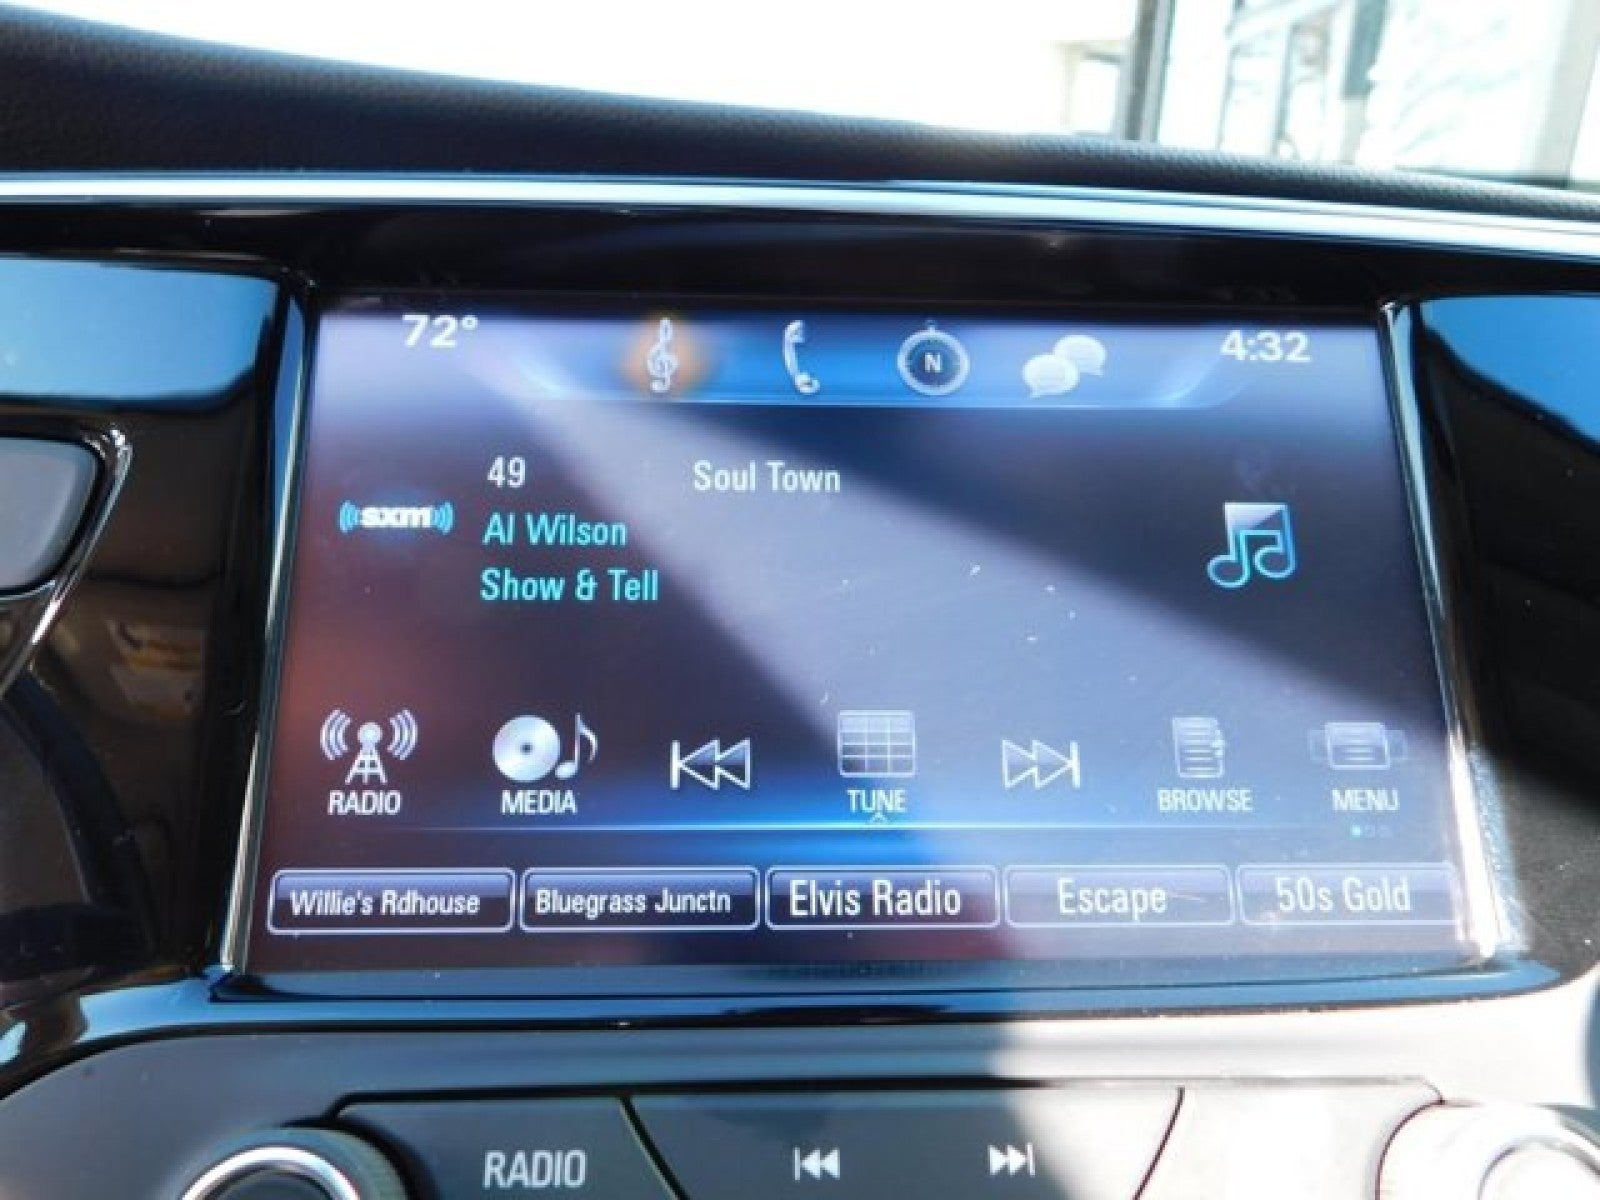 72° 4:32
N
49 Soul Town
((sxm))
Al Wilson
Show & Tell
RADIO MEDIA TUNE BROWSE MENU
Willie's Rdhouse Bluegrass Junctn Elvis Radio Escape 50s Gold
RADIO